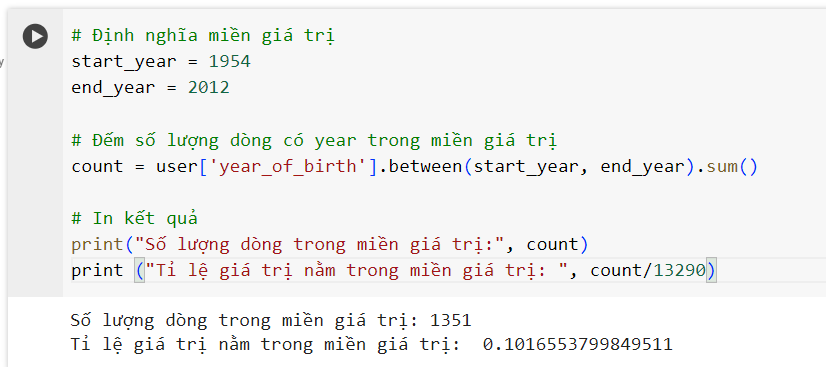 # Định nghĩa miền giá trị
start_year = 1954
end_year = 2012
# Đếm số lượng dòng có year trong miền giá trị
count = user['year_of_birth'].between(start_year, end_year).sum()
# In kết quả
print("Số lượng dòng trong miền giá trị:", count)
print ("Tỉ lệ giá trị nằm trong miền giá trị: ", count/13290)
Số lượng dòng trong miền giá trị: 1351
Tỉ lệ giá trị nằm trong miền giá trị:  0.1016553799849511